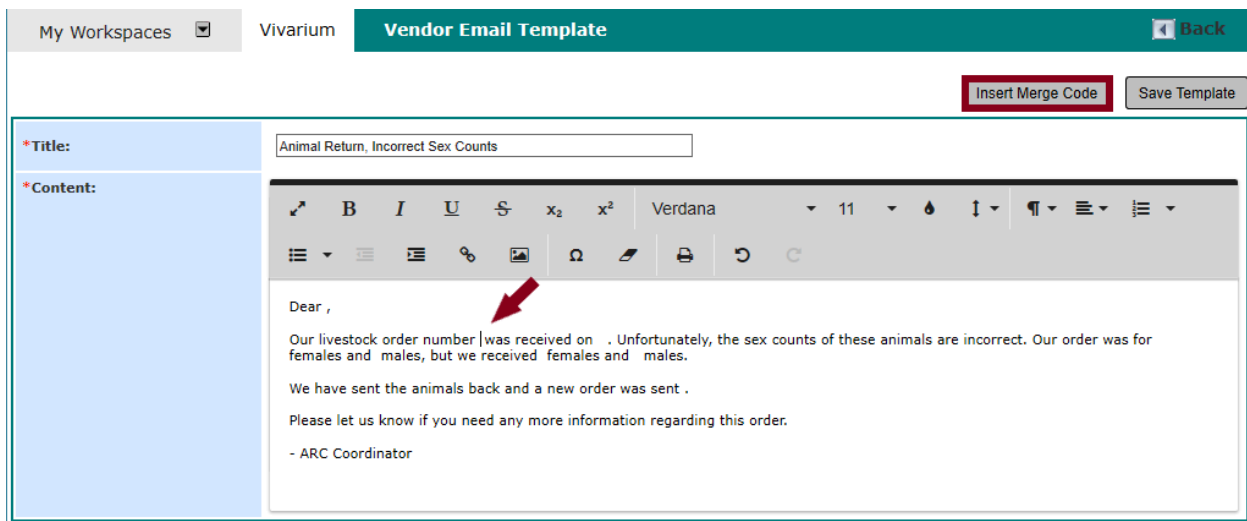 My Workspaces Vivarium Vendor Email Template Back
Insert Merge Code Save Template
*Title: Animal Return, Incorrect Sex Counts
*Content:
B I U S x₂ x² Verdana 11
Ω
Dear ,
Our livestock order number was received on . Unfortunately, the sex counts of these animals are incorrect. Our order was for
females and males, but we received females and males.
We have sent the animals back and a new order was sent .
Please let us know if you need any more information regarding this order.
- ARC Coordinator